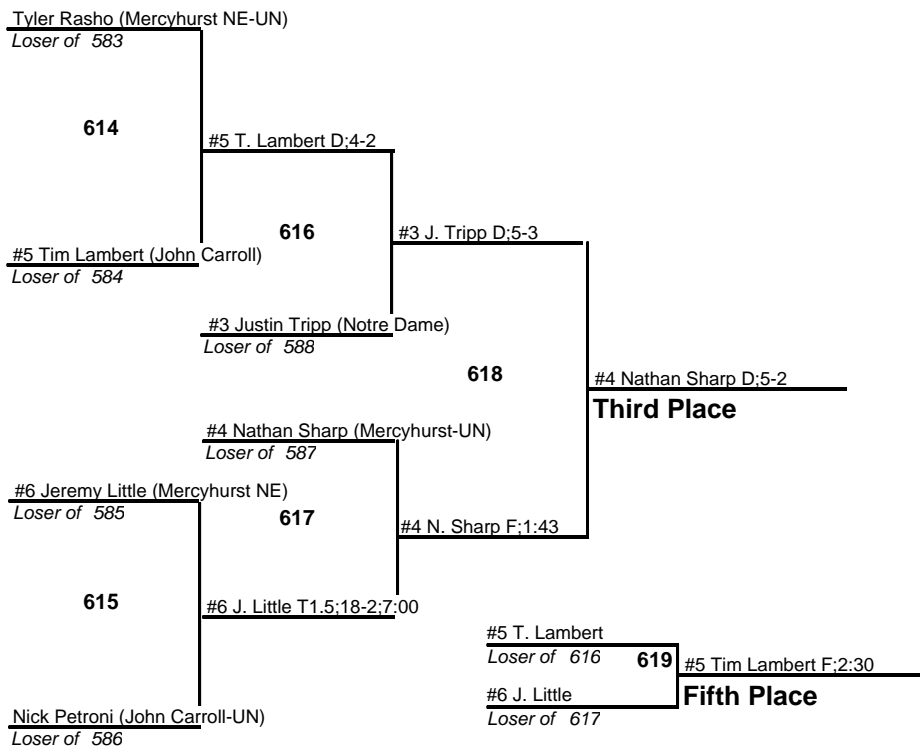 Tyler Rasho (Mercyhurst NE-UN)
Loser of 583
614
#5 T. Lambert D;4-2
616
#3 J. Tripp D;5-3
#5 Tim Lambert (John Carroll)
Loser of 584
#3 Justin Tripp (Notre Dame)
Loser of 588
618
#4 Nathan Sharp D;5-2
Third Place
#4 Nathan Sharp (Mercyhurst-UN)
Loser of 587
#6 Jeremy Little (Mercyhurst NE)
Loser of 585
617
#4 N. Sharp F;1:43
615
#6 J. Little T1.5;18-2;7:00
#5 T. Lambert
Loser of 616
619
#5 Tim Lambert F;2:30
Fifth Place
#6 J. Little
Loser of 617
Nick Petroni (John Carroll-UN)
Loser of 586